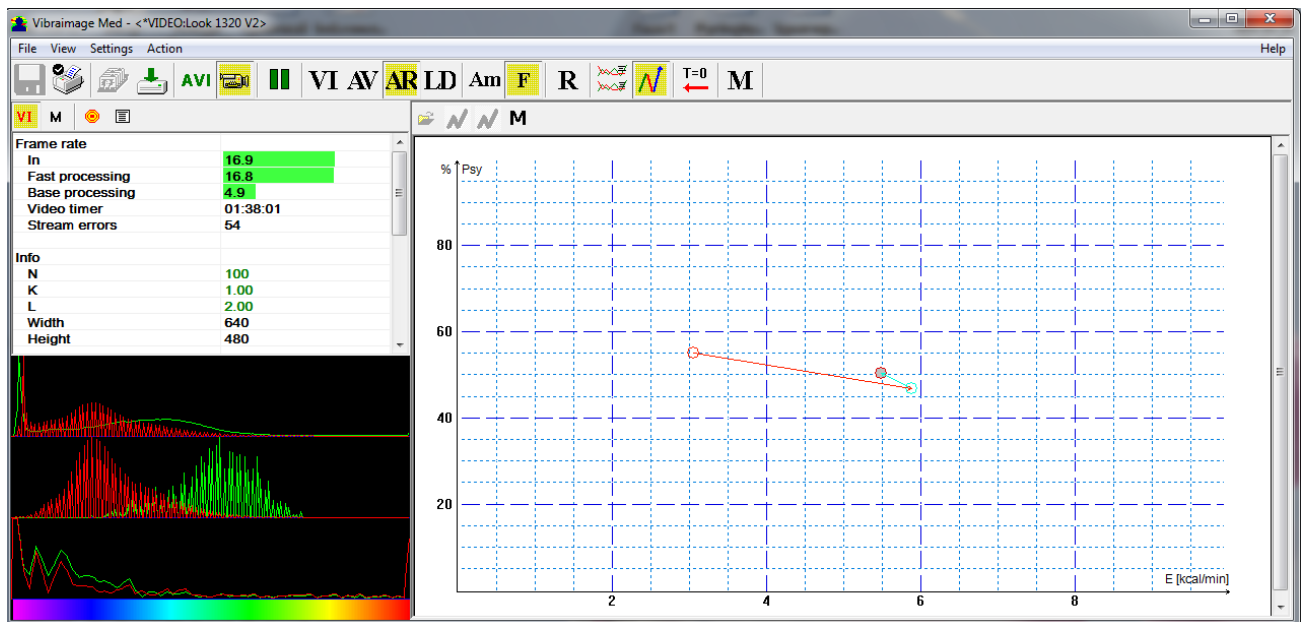 Vibraimage Med - <*VIDEO:Look 1320 V2>
File View Settings Action Help
AVI VI AV AR LD Am F R T=0 M
VI M M
Frame rate
In 16.9
Fast processing 16.8
Base processing 4.9
Video timer 01:38:01
Stream errors 54
Info
N 100
K 1.00
L 2.00
Width 640
Height 480
% Psy
80
60
40
20
E [kcal/min]
2 4 6 8